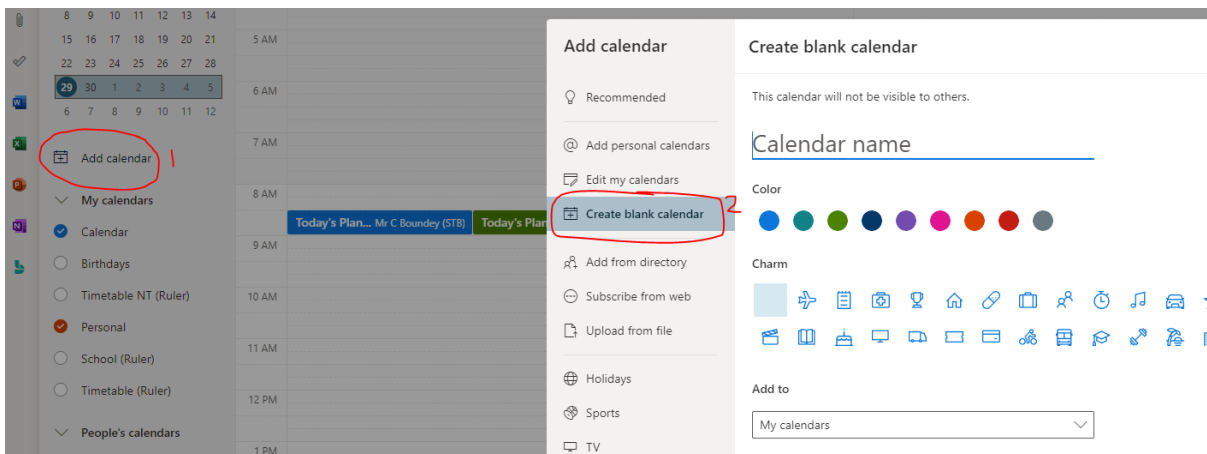 8 9 10 11 12 13 14
15 16 17 18 19 20 21
22 23 24 25 26 27 28
29 30 1 2 3 4 5
6 7 8 9 10 11 12
Add calendar 1
My calendars
Calendar
Birthdays
Timetable NT (Ruler)
Personal
School (Ruler)
Timetable (Ruler)
People's calendars
5 AM
6 AM
7 AM
8 AM
Today's Plan... Mr C Boundey (STB) Today's Plan
9 AM
10 AM
11 AM
12 PM
1 PM
Add calendar
Recommended
Add personal calendars
Edit my calendars
Create blank calendar 2
Add from directory
Subscribe from web
Upload from file
Holidays
Sports
TV
Create blank calendar
This calendar will not be visible to others.
Calendar name
Color
Charm
Add to
My calendars